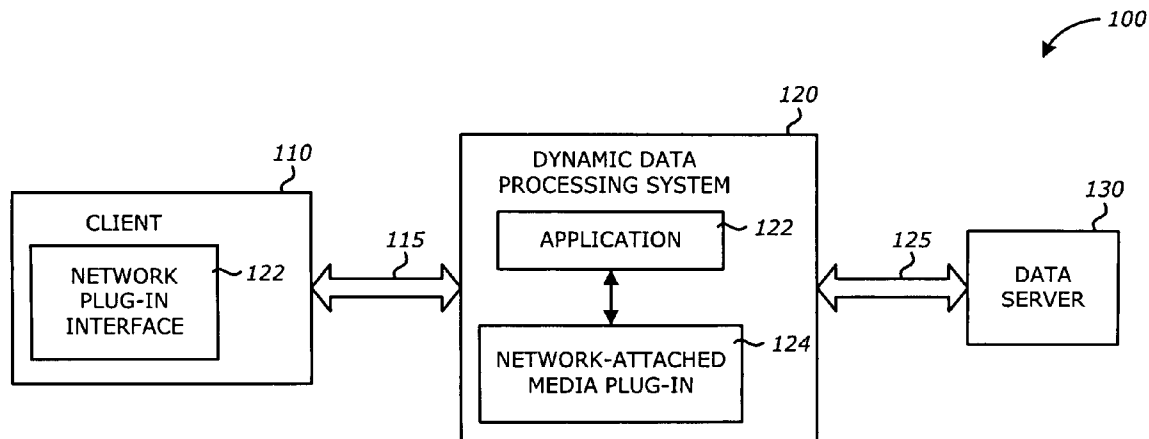 100
120
DYNAMIC DATA
PROCESSING SYSTEM
110
CLIENT
NETWORK
PLUG-IN
INTERFACE
122
115
APPLICATION
122
NETWORK-ATTACHED
MEDIA PLUG-IN
124
125
130
DATA
SERVER